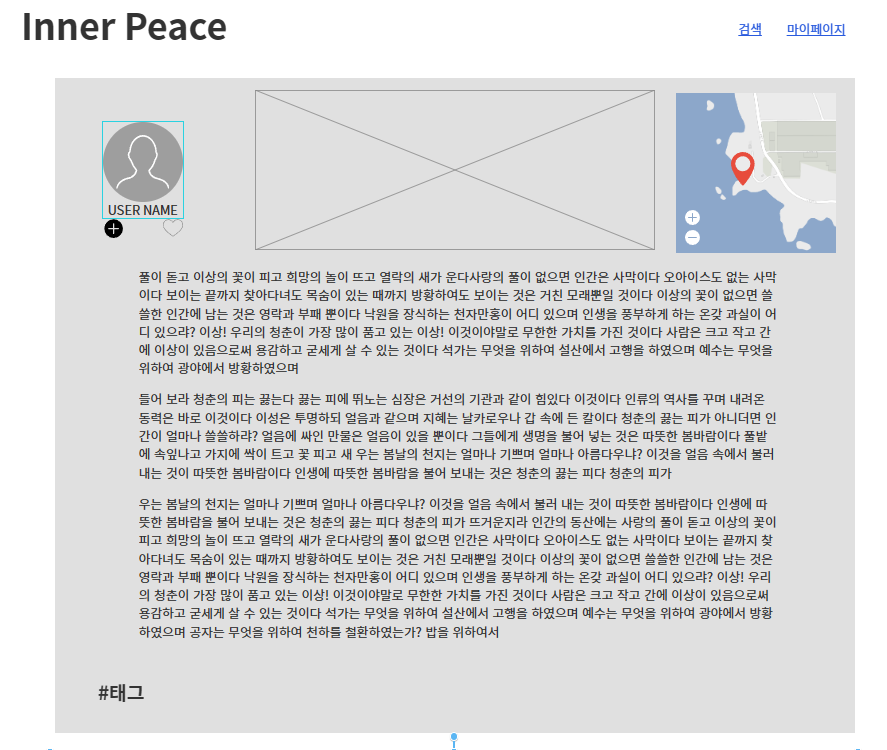 Inner Peace
검색 마이페이지
USER NAME
풀이 돋고 이상의 꽃이 피고 희망의 놀이 뜨고 열락의 새가 운다사랑의 풀이 없으면 인간은 사막이다 오아이스도 없는 사막
이다 보이는 끝까지 찾아다녀도 목숨이 있는 때까지 방황하여도 보이는 것은 거친 모래뿐일 것이다 이상의 꽃이 없으면 쓸
쓸한 인간에 남는 것은 영락과 부패 뿐이다 낙원을 장식하는 천자만홍이 어디 있으며 인생을 풍부하게 하는 온갖 과실이 어
디 있으랴? 이상! 우리의 청춘이 가장 많이 품고 있는 이상! 이것이야말로 무한한 가치를 가진 것이다 사람은 크고 작고 간
에 이상이 있음으로써 용감하고 굳세게 살 수 있는 것이다 석가는 무엇을 위하여 설산에서 고행을 하였으며 예수는 무엇을
위하여 광야에서 방황하였으며
들어 보라 청춘의 피는 끓는다 끓는 피에 뛰노는 심장은 거선의 기관과 같이 힘있다 이것이다 인류의 역사를 꾸며 내려온
동력은 바로 이것이다 이성은 투명하되 얼음과 같으며 지혜는 날카로우나 갑 속에 든 칼이다 청춘의 끓는 피가 아니더면 인
간이 얼마나 쓸쓸하랴? 얼음에 싸인 만물은 얼음이 있을 뿐이다 그들에게 생명을 불어 넣는 것은 따뜻한 봄바람이다 풀밭
에 속잎나고 가지에 싹이 트고 꽃 피고 새 우는 봄날의 천지는 얼마나 기쁘며 얼마나 아름다우냐? 이것을 얼음 속에서 불러
내는 것이 따뜻한 봄바람이다 인생에 따뜻한 봄바람을 불어 보내는 것은 청춘의 끓는 피다 청춘의 피가
우는 봄날의 천지는 얼마나 기쁘며 얼마나 아름다우냐? 이것을 얼음 속에서 불러 내는 것이 따뜻한 봄바람이다 인생에 따
뜻한 봄바람을 불어 보내는 것은 청춘의 끓는 피다 청춘의 피가 뜨거운지라 인간의 동산에는 사랑의 풀이 돋고 이상의 꽃이
피고 희망의 놀이 뜨고 열락의 새가 운다사랑의 풀이 없으면 인간은 사막이다 오아이스도 없는 사막이다 보이는 끝까지 찾
아다녀도 목숨이 있는 때까지 방황하여도 보이는 것은 거친 모래뿐일 것이다 이상의 꽃이 없으면 쓸쓸한 인간에 남는 것은
영락과 부패 뿐이다 낙원을 장식하는 천자만홍이 어디 있으며 인생을 풍부하게 하는 온갖 과실이 어디 있으랴? 이상! 우리
의 청춘이 가장 많이 품고 있는 이상! 이것이야말로 무한한 가치를 가진 것이다 사람은 크고 작고 간에 이상이 있음으로써
용감하고 굳세게 살 수 있는 것이다 석가는 무엇을 위하여 설산에서 고행을 하였으며 예수는 무엇을 위하여 광야에서 방황
하였으며 공자는 무엇을 위하여 천하를 철환하였는가? 밥을 위하여서
#태그